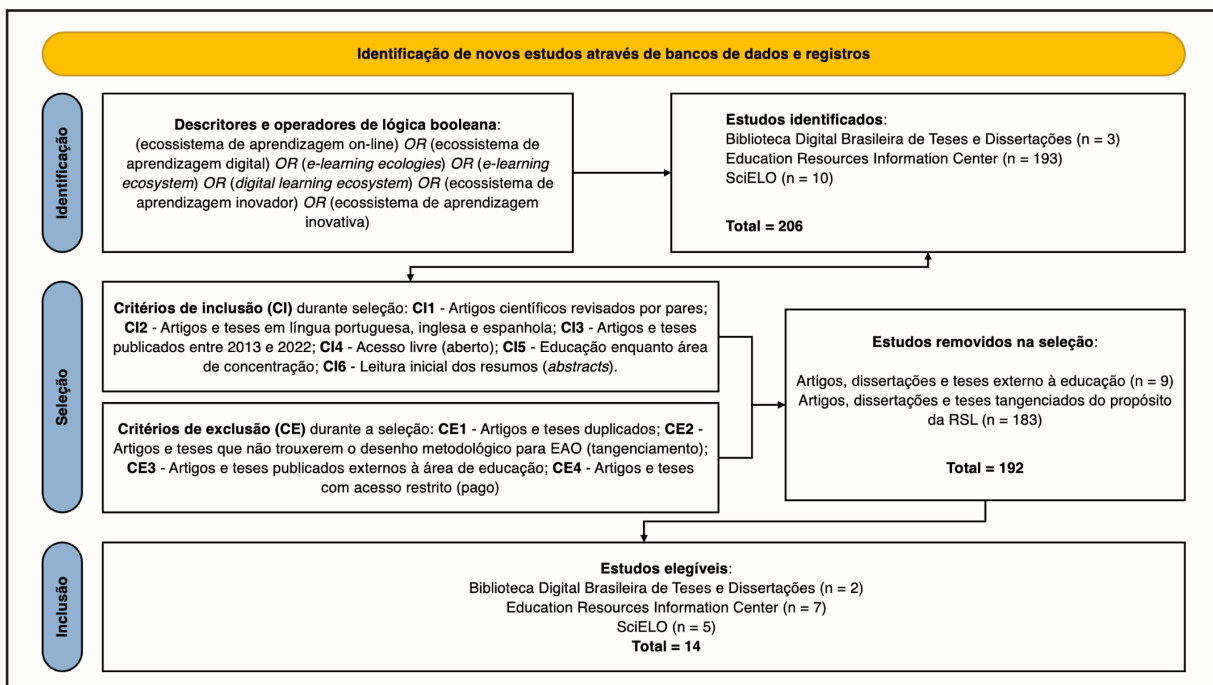 Identificação de novos estudos através de bancos de dados e registros
Identificação
Descritores e operadores de lógica booleana:
(ecossistema de aprendizagem on-line) OR (ecossistema de
aprendizagem digital) OR (e-learning ecologies) OR (e-learning
ecosystem) OR (digital learning ecosystem) OR (ecossistema de
aprendizagem inovador) OR (ecossistema de aprendizagem
inovativa)
Estudos identificados:
Biblioteca Digital Brasileira de Teses e Dissertações (n = 3)
Education Resources Information Center (n = 193)
SciELO (n = 10)
Total = 206
Seleção
Critérios de inclusão (CI) durante seleção: CI1 - Artigos científicos revisados por pares;
CI2 - Artigos e teses em língua portuguesa, inglesa e espanhola; CI3 - Artigos e teses
publicados entre 2013 e 2022; CI4 - Acesso livre (aberto); CI5 - Educação enquanto área
de concentração; CI6 - Leitura inicial dos resumos (abstracts).
Critérios de exclusão (CE) durante a seleção: CE1 - Artigos e teses duplicados; CE2 -
Artigos e teses que não trouxerem o desenho metodológico para EAO (tangenciamento);
CE3 - Artigos e teses publicados externos à área de educação; CE4 - Artigos e teses
com acesso restrito (pago)
Estudos removidos na seleção:
Artigos, dissertações e teses externo à educação (n = 9)
Artigos, dissertações e teses tangenciados do propósito
da RSL (n = 183)
Total = 192
Inclusão
Estudos elegíveis:
Biblioteca Digital Brasileira de Teses e Dissertações (n = 2)
Education Resources Information Center (n = 7)
SciELO (n = 5)
Total = 14